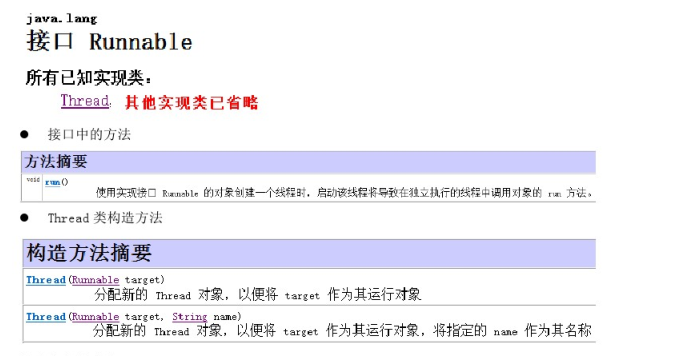 java.lang
接口 Runnable
所有已知实现类:
Thread, 其他实现类已省略
● 接口中的方法
方法摘要
void run()
使用实现接口 Runnable 的对象创建一个线程时，启动该线程将导致在独立执行的线程中调用对象的 run 方法。
● Thread 类构造方法
构造方法摘要
Thread(Runnable target)
分配新的 Thread 对象，以便将 target 作为其运行对象
Thread(Runnable target, String name)
分配新的 Thread 对象，以便将 target 作为其运行对象，将指定的 name 作为其名称